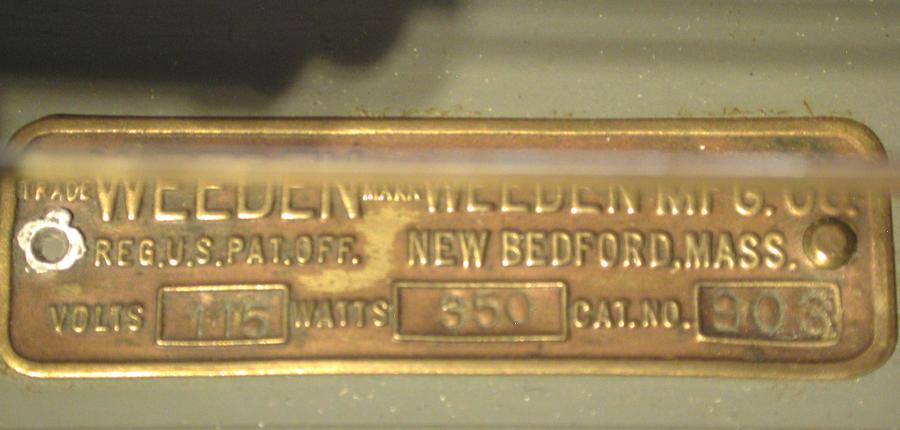 TRADE WEEDEN MARK WEEDEN MFG. CO.
REG. U.S. PAT. OFF. NEW BEDFORD, MASS.
VOLTS 115 WATTS 350 CAT. NO. 903